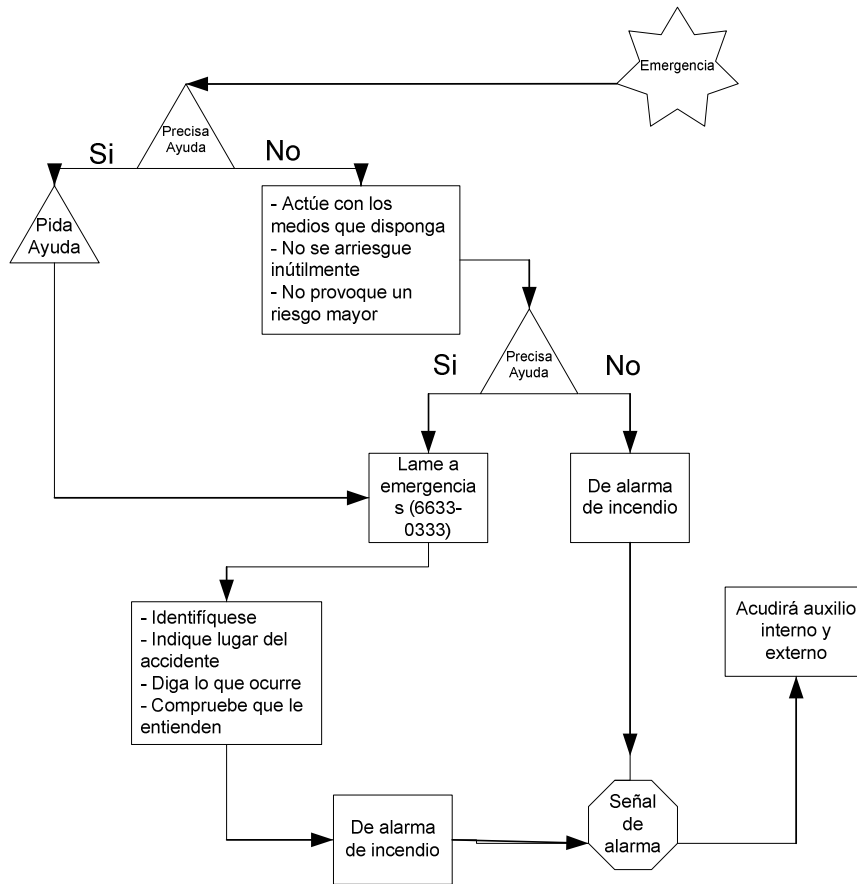 Emergencia
Precisa
Ayuda
Si
No
Pida
Ayuda
- Actúe con los
medios que disponga
- No se arriesgue
inútilmente
- No provoque un
riesgo mayor
Precisa
Ayuda
Si
No
Lame a
emergencia
s (6633-
0333)
De alarma
de incendio
- Identifíquese
- Indique lugar del
accidente
- Diga lo que ocurre
- Compruebe que le
entienden
Acudirá auxilio
interno y
externo
De alarma
de incendio
Señal
de
alarma